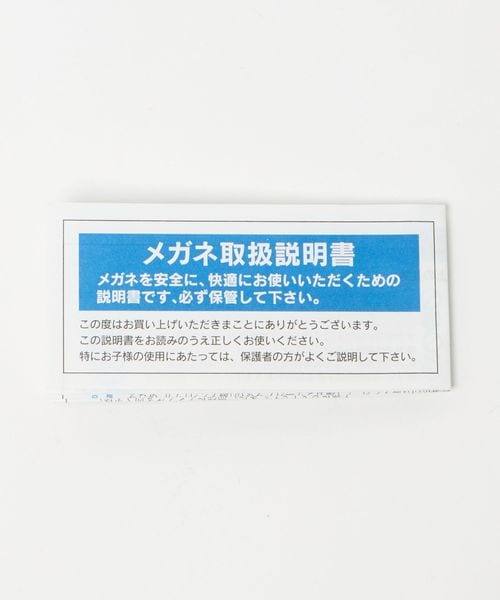 メガネ取扱説明書
メガネを安全に、快適にお使いいただくための
説明書です、必ず保管して下さい。
この度はお買い上げいただきまことにありがとうございます。
この説明書をお読みのうえ正しくお使いください。
特にお子様の使用にあたっては、保護者の方がよくご説明して下さい。